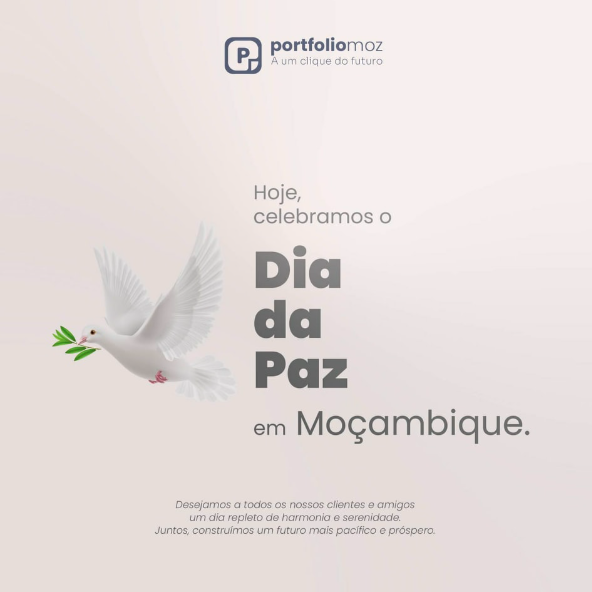 P
portfoliomoz
A um clique do futuro
Hoje,
celebramos o
Dia
da
Paz
em Moçambique.
Desejamos a todos os nossos clientes e amigos
um dia repleto de harmonia e serenidade.
Juntos, construímos um futuro mais pacífico e próspero.